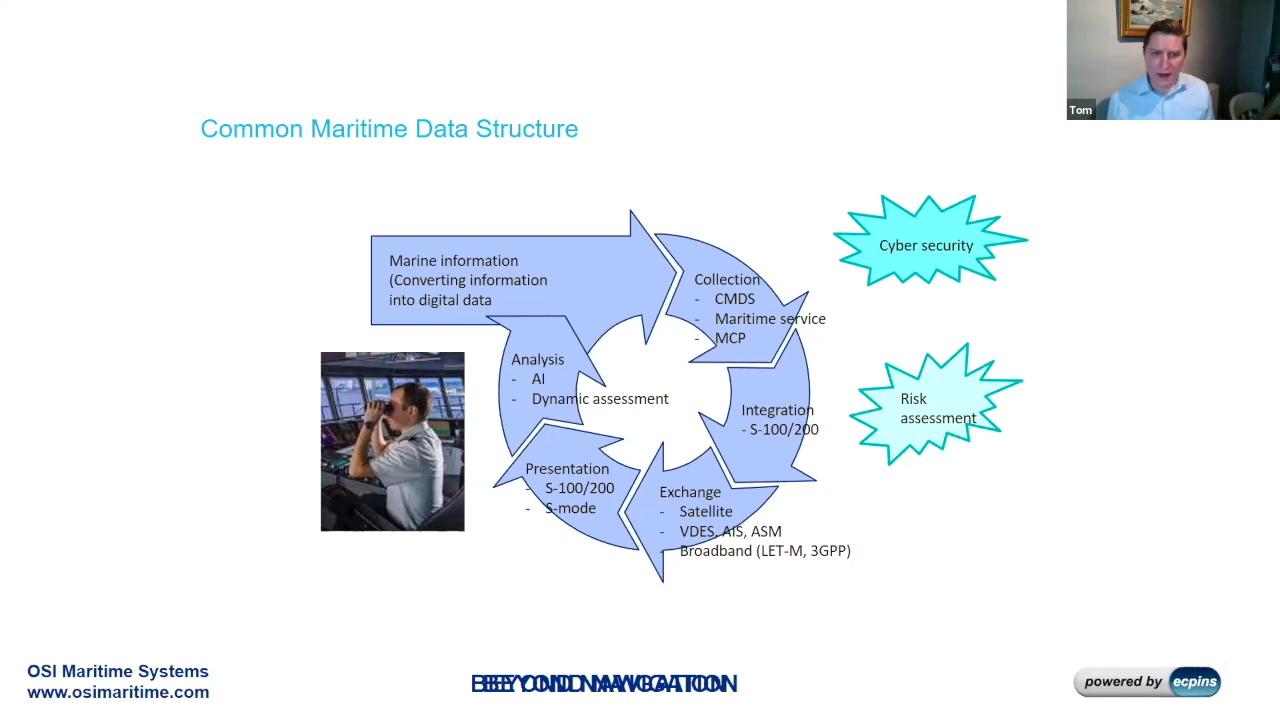 Tom
Common Maritime Data Structure
Marine information
(Converting information
into digital data
Collection
- CMDS
- Maritime service
- MCP
Cyber security
Analysis
- AI
- Dynamic assessment
Integration
- S-100/200
Risk
assessment
Presentation
- S-100/200
- S-mode
Exchange
- Satellite
- VDES, AIS, ASM
- Broadband (LET-M, 3GPP)
OSI Maritime Systems
www.osimaritime.com
BEYOND NAVIGATION
powered by ecpins